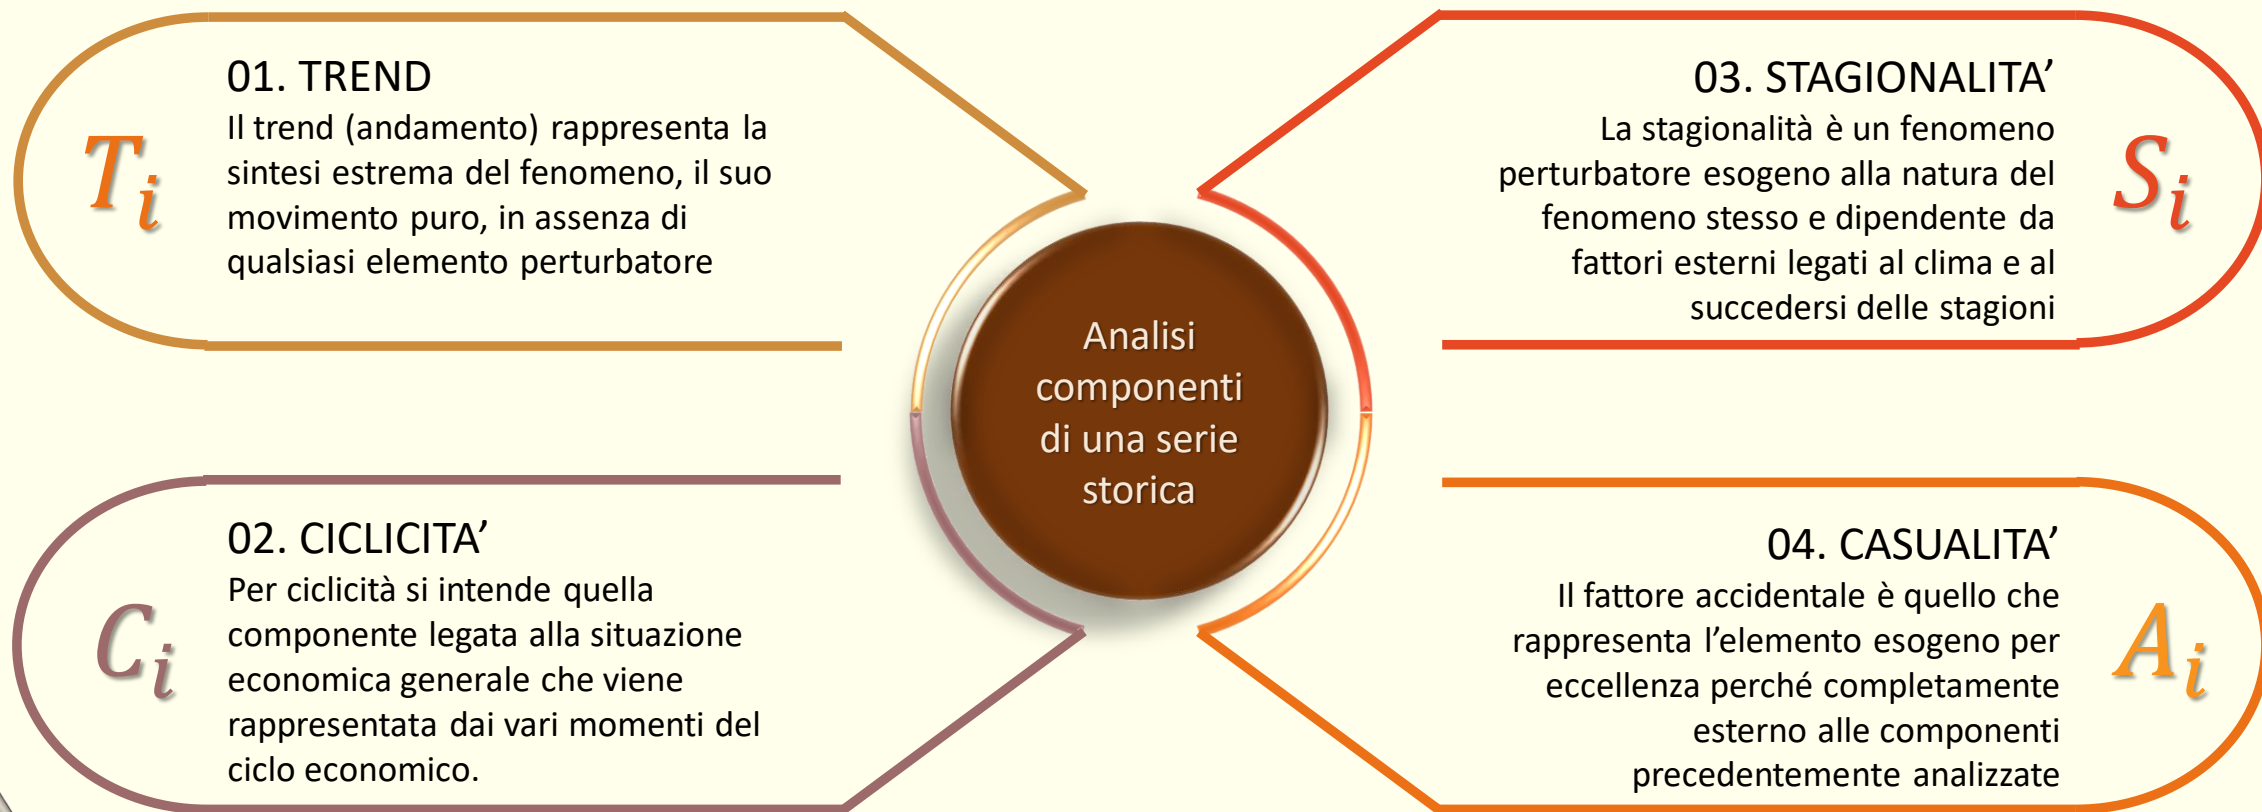 01. TREND
Il trend (andamento) rappresenta la
sintesi estrema del fenomeno, il suo
movimento puro, in assenza di
qualsiasi elemento perturbatore
T_i
02. CICLICITA’
Per ciclicità si intende quella
componente legata alla situazione
economica generale che viene
rappresentata dai vari momenti del
ciclo economico.
C_i
Analisi
componenti
di una serie
storica
03. STAGIONALITA’
La stagionalità è un fenomeno
perturbatore esogeno alla natura del
fenomeno stesso e dipendente da
fattori esterni legati al clima e al
succedersi delle stagioni
S_i
04. CASUALITA’
Il fattore accidentale è quello che
rappresenta l’elemento esogeno per
eccellenza perché completamente
esterno alle componenti
precedentemente analizzate
A_i